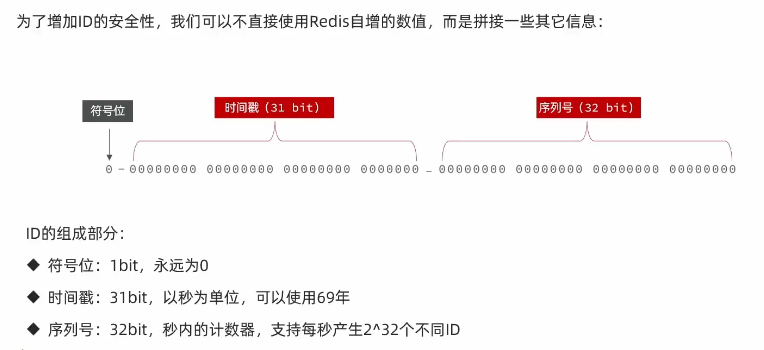 为了增加ID的安全性，我们可以不直接使用Redis自增的数值，而是拼接一些其它信息：
符号位 时间戳（31 bit） 序列号（32 bit）
0 - 00000000 00000000 00000000 0000000 - 00000000 00000000 00000000 00000000
ID的组成部分：
◆ 符号位：1bit，永远为0
◆ 时间戳：31bit，以秒为单位，可以使用69年
◆ 序列号：32bit，秒内的计数器，支持每秒产生2^32个不同ID